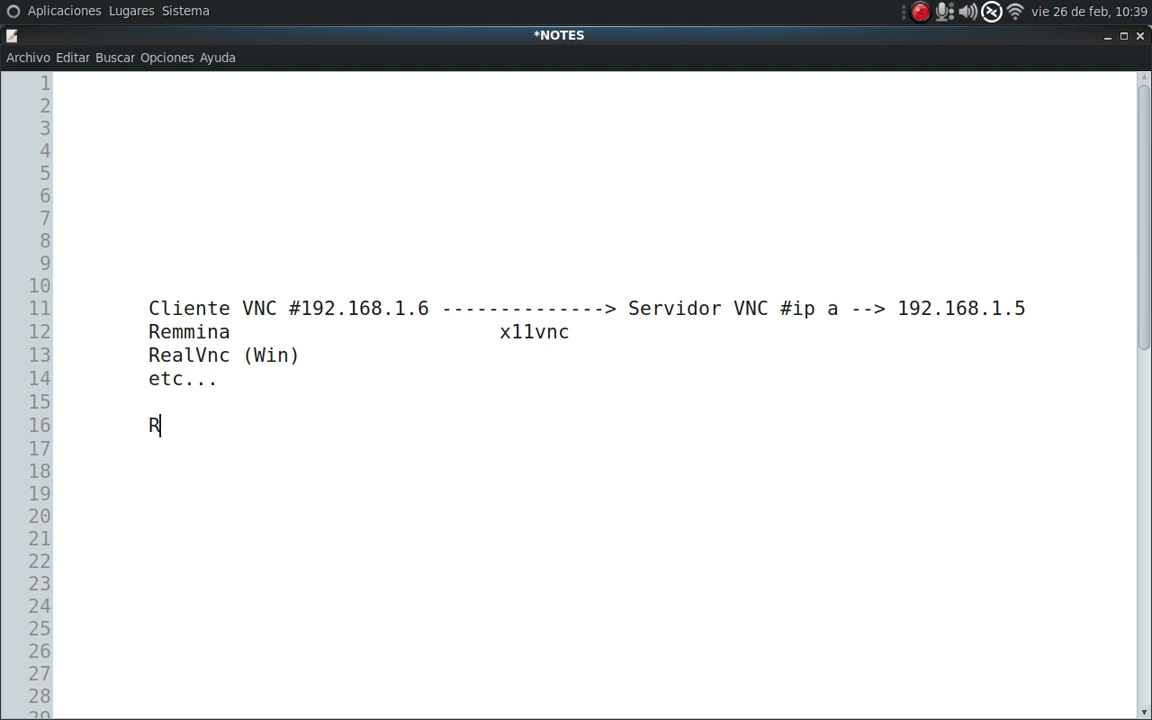 Aplicaciones Lugares Sistema
vie 26 de feb, 10:39
*NOTES
Archivo Editar Buscar Opciones Ayuda
1
2
3
4
5
6
7
8
9
10
11 Cliente VNC #192.168.1.6 --------------> Servidor VNC #ip a --> 192.168.1.5
12 Remmina x11vnc
13 RealVnc (Win)
14 etc...
15
16 R
17
18
19
20
21
22
23
24
25
26
27
28
29